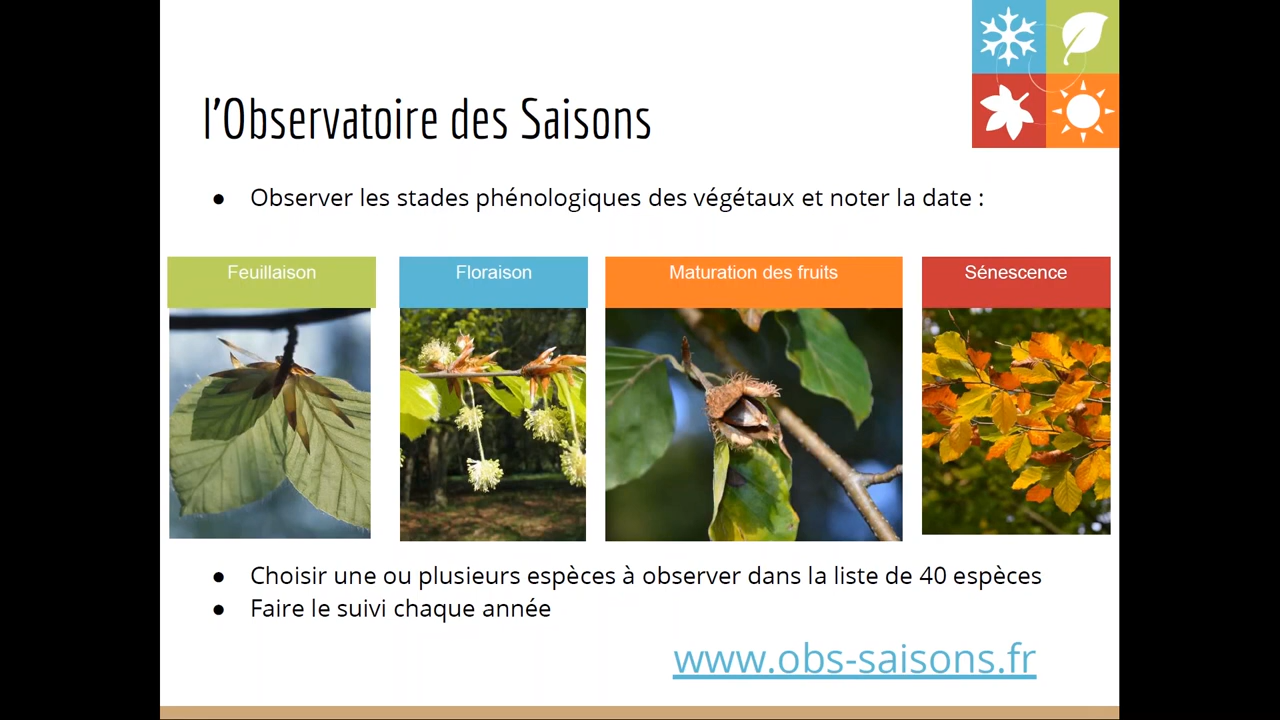 l'Observatoire des Saisons
● Observer les stades phénologiques des végétaux et noter la date :
Feuillaison
Floraison
Maturation des fruits
Sénescence
● Choisir une ou plusieurs espèces à observer dans la liste de 40 espèces
● Faire le suivi chaque année
www.obs-saisons.fr